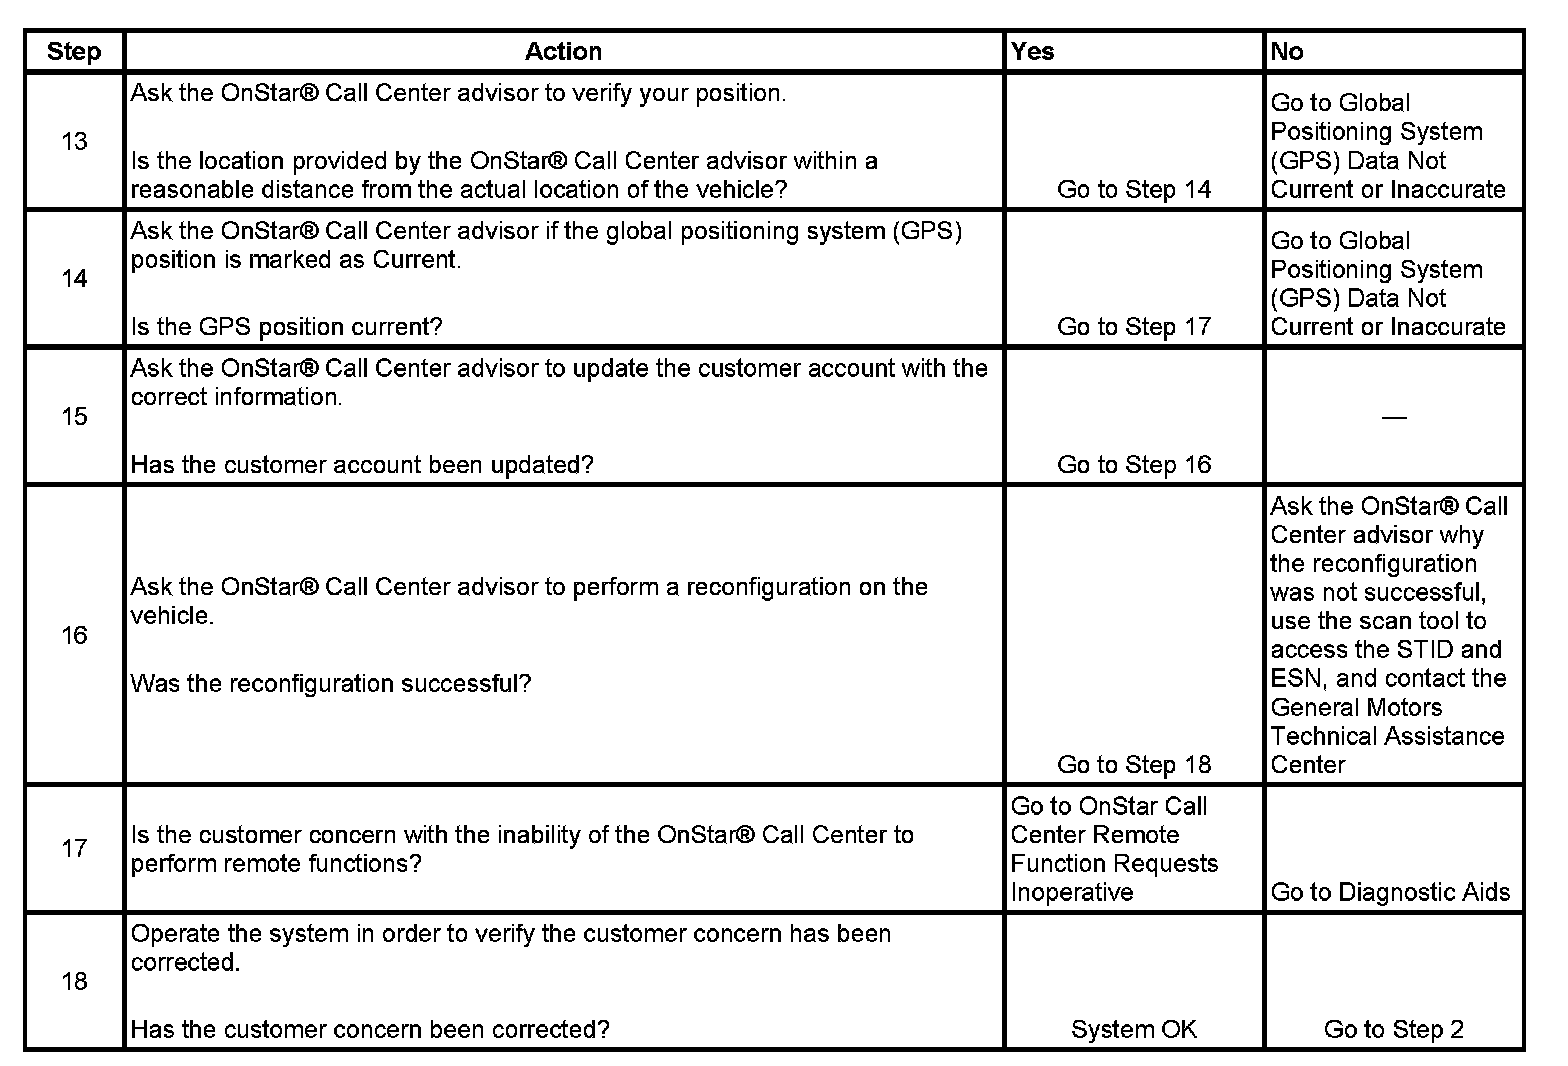 Step Action Yes No
13
Ask the OnStar® Call Center advisor to verify your position.
Is the location provided by the OnStar® Call Center advisor within a
reasonable distance from the actual location of the vehicle?
Go to Step 14
Go to Global
Positioning System
(GPS) Data Not
Current or Inaccurate
14
Ask the OnStar® Call Center advisor if the global positioning system (GPS)
position is marked as Current.
Is the GPS position current?
Go to Step 17
Go to Global
Positioning System
(GPS) Data Not
Current or Inaccurate
15
Ask the OnStar® Call Center advisor to update the customer account with the
correct information.
Has the customer account been updated?
Go to Step 16
—
16
Ask the OnStar® Call Center advisor to perform a reconfiguration on the
vehicle.
Was the reconfiguration successful?
Go to Step 18
Ask the OnStar® Call
Center advisor why
the reconfiguration
was not successful,
use the scan tool to
access the STID and
ESN, and contact the
General Motors
Technical Assistance
Center
17
Is the customer concern with the inability of the OnStar® Call Center to
perform remote functions?
Go to OnStar Call
Center Remote
Function Requests
Inoperative
Go to Diagnostic Aids
18
Operate the system in order to verify the customer concern has been
corrected.
Has the customer concern been corrected?
System OK
Go to Step 2